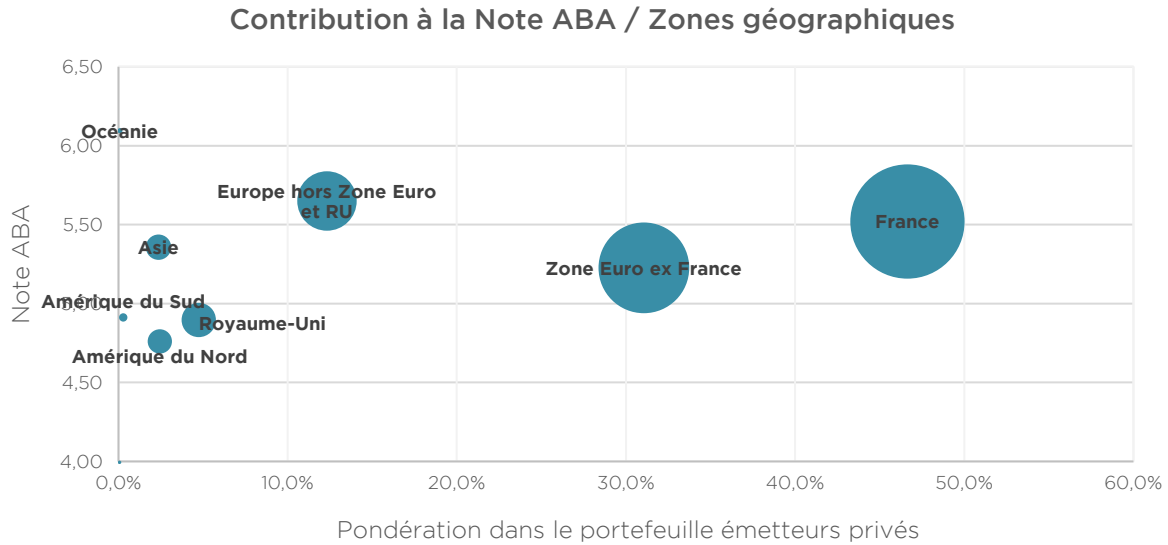 Contribution à la Note ABA / Zones géographiques
6,50
6,00
5,50
5,00
4,50
4,00
Note ABA
Océanie
Europe hors Zone Euro
et RU
France
Asie
Zone Euro ex France
Amérique du Sud
Royaume-Uni
Amérique du Nord
0,0%
10,0%
20,0%
30,0%
40,0%
50,0%
60,0%
Pondération dans le portefeuille émetteurs privés